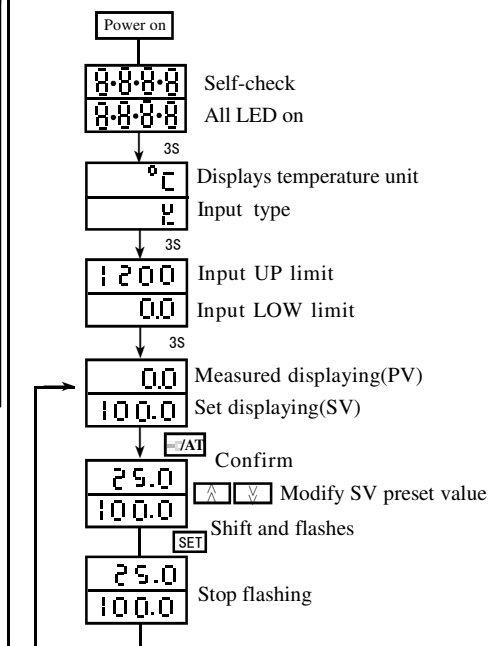 Power on
8.8.8.8 Self-check
8.8.8.8 All LED on
3S
°C Displays temperature unit
K Input type
3S
1200 Input UP limit
0.0 Input LOW limit
3S
0.0 Measured displaying(PV)
100.0 Set displaying(SV)
/AT
Confirm
25.0
Modify SV preset value
100.0
Shift and flashes
SET
25.0
100.0
Stop flashing